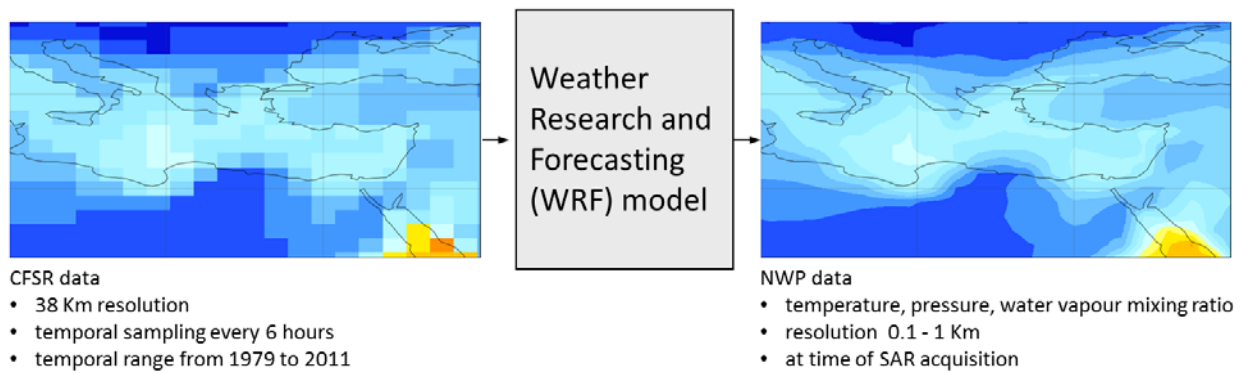 Weather
Research and
Forecasting
(WRF) model
CFSR data
• 38 Km resolution
• temporal sampling every 6 hours
• temporal range from 1979 to 2011
NWP data
• temperature, pressure, water vapour mixing ratio
• resolution 0.1 - 1 Km
• at time of SAR acquisition